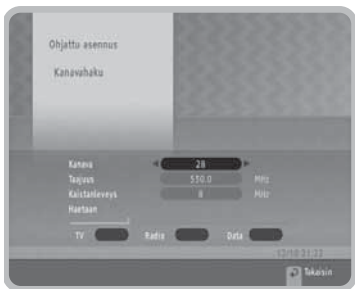 Ohjattu asennus
Kanavahaku
Kanava 28
Taajuus 530.0 MHz
Kaistanleveys 8 MHz
Haetaan
TV Radio Data
12/10 21:22
Takaisin